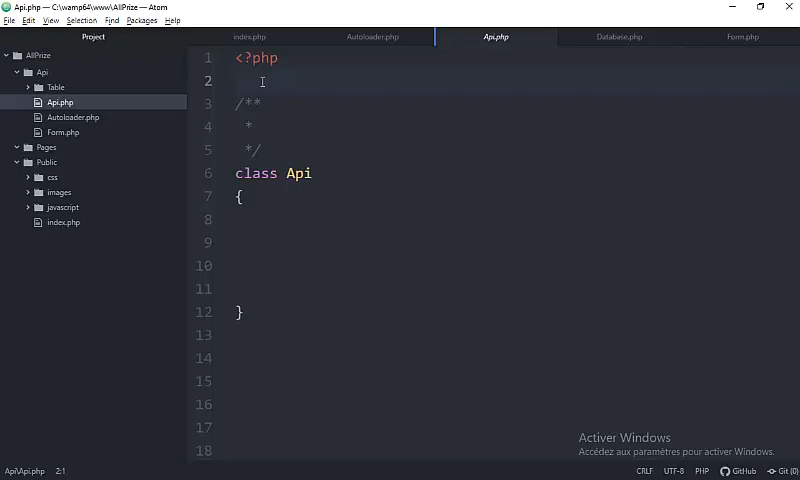 Api.php — C:\wamp64\www\AllPrize — Atom
File Edit View Selection Find Packages Help
Project
index.php Autoloader.php Api.php Database.php Form.php
AllPrize
Api
Table
Api.php
Autoloader.php
Form.php
Pages
Public
css
images
javascript
index.php
1 <?php
2
3 /**
4 *
5 */
6 class Api
7 {
8
9
10
11
12 }
13
14
15
16
17
18
Activer Windows
Accédez aux paramètres pour activer Windows.
Api\Api.php 2:1 CRLF UTF-8 PHP GitHub Git (0)